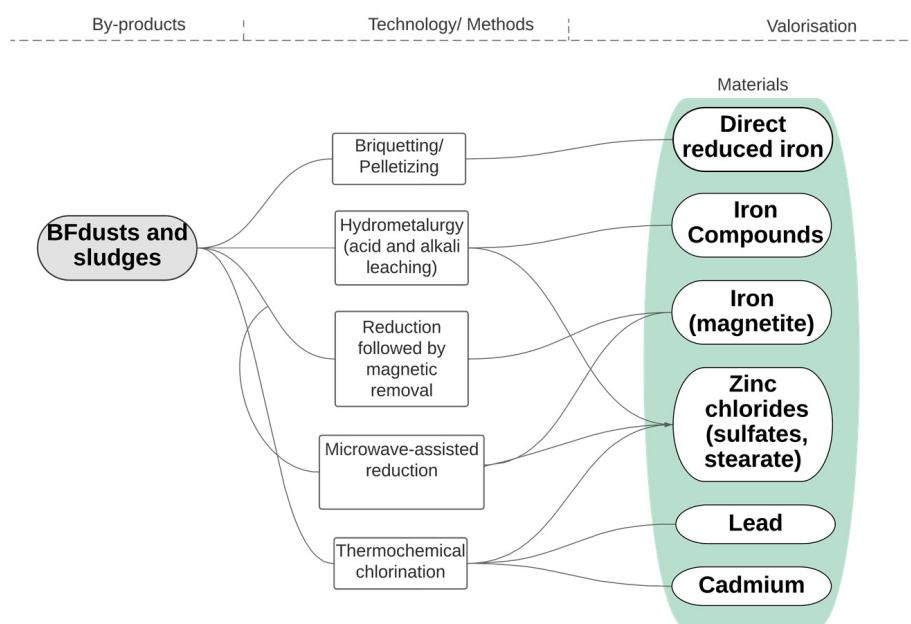 By-products
Technology/ Methods
Valorisation
Materials
BFdusts and
sludges
Briquetting/
Pelletizing
Hydrometalurgy
(acid and alkali
leaching)
Reduction
followed by
magnetic
removal
Microwave-assisted
reduction
Thermochemical
chlorination
Direct
reduced iron
Iron
Compounds
Iron
(magnetite)
Zinc
chlorides
(sulfates,
stearate)
Lead
Cadmium